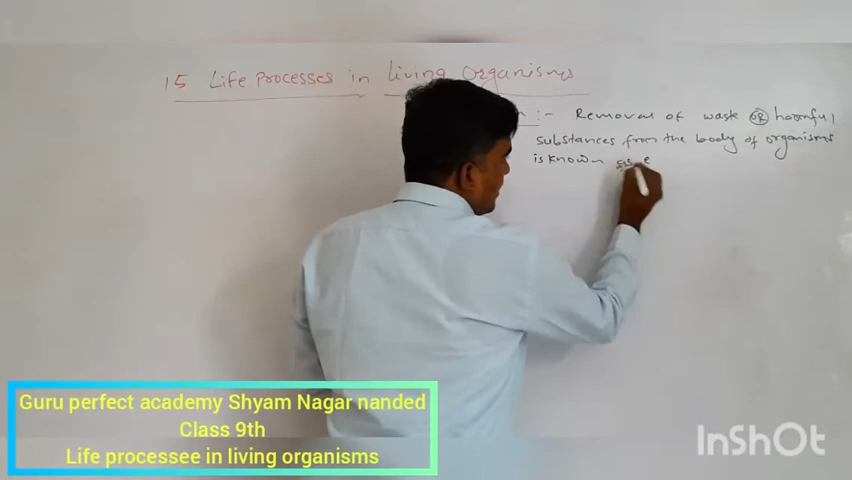 15 Life Processes in living Organisms
:- Removal of waste OR harmful
substances from the body of organisms
is known as e
Guru perfect academy Shyam Nagar nanded
Class 9th
Life processee in living organisms
InShOt